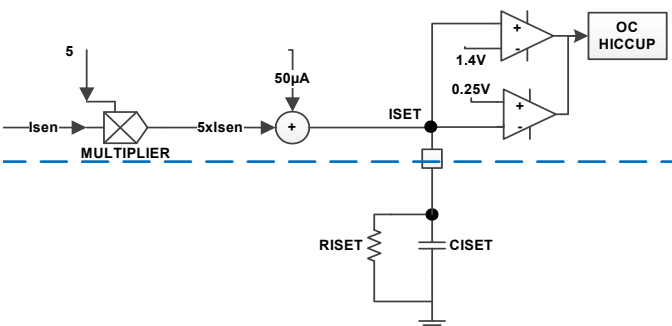 5
50µA
Isen
5xIsen
+
MULTIPLIER
ISET
+
-
1.4V
0.25V
+
-
OC
HICCUP
RISET
CISET